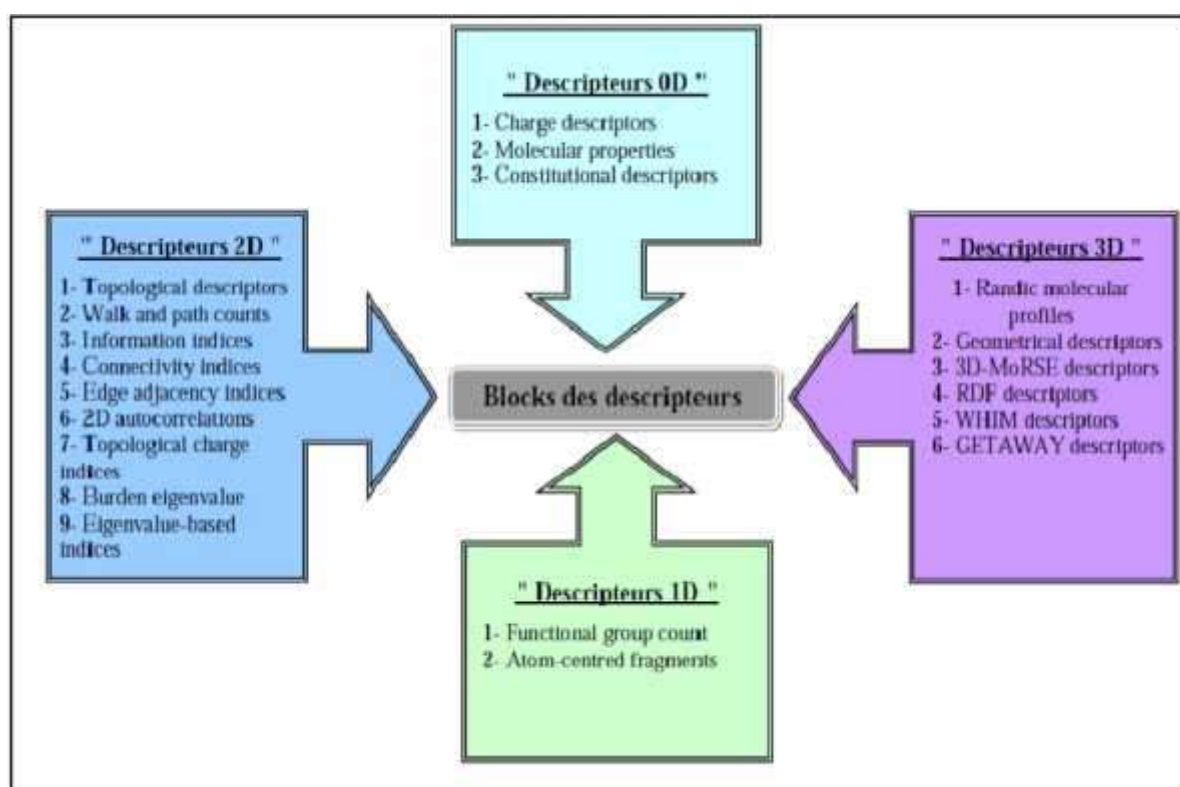 " Descripteurs 0D "
1- Charge descriptors
2- Molecular properties
3- Constitutional descriptors
" Descripteurs 2D "
1- Topological descriptors
2- Walk and path counts
3- Information indices
4- Connectivity indices
5- Edge adjacency indices
6- 2D autocorrelations
7- Topological charge
indices
8- Burden eigenvalue
9- Eigenvalue-based
indices
Blocks des descripteurs
" Descripteurs 3D "
1- Randic molecular
profiles
2- Geometrical descriptors
3- 3D-MoRSE descriptors
4- RDF descriptors
5- WHIM descriptors
6- GETAWAY descriptors
" Descripteurs 1D "
1- Functional group count
2- Atom-centred fragments